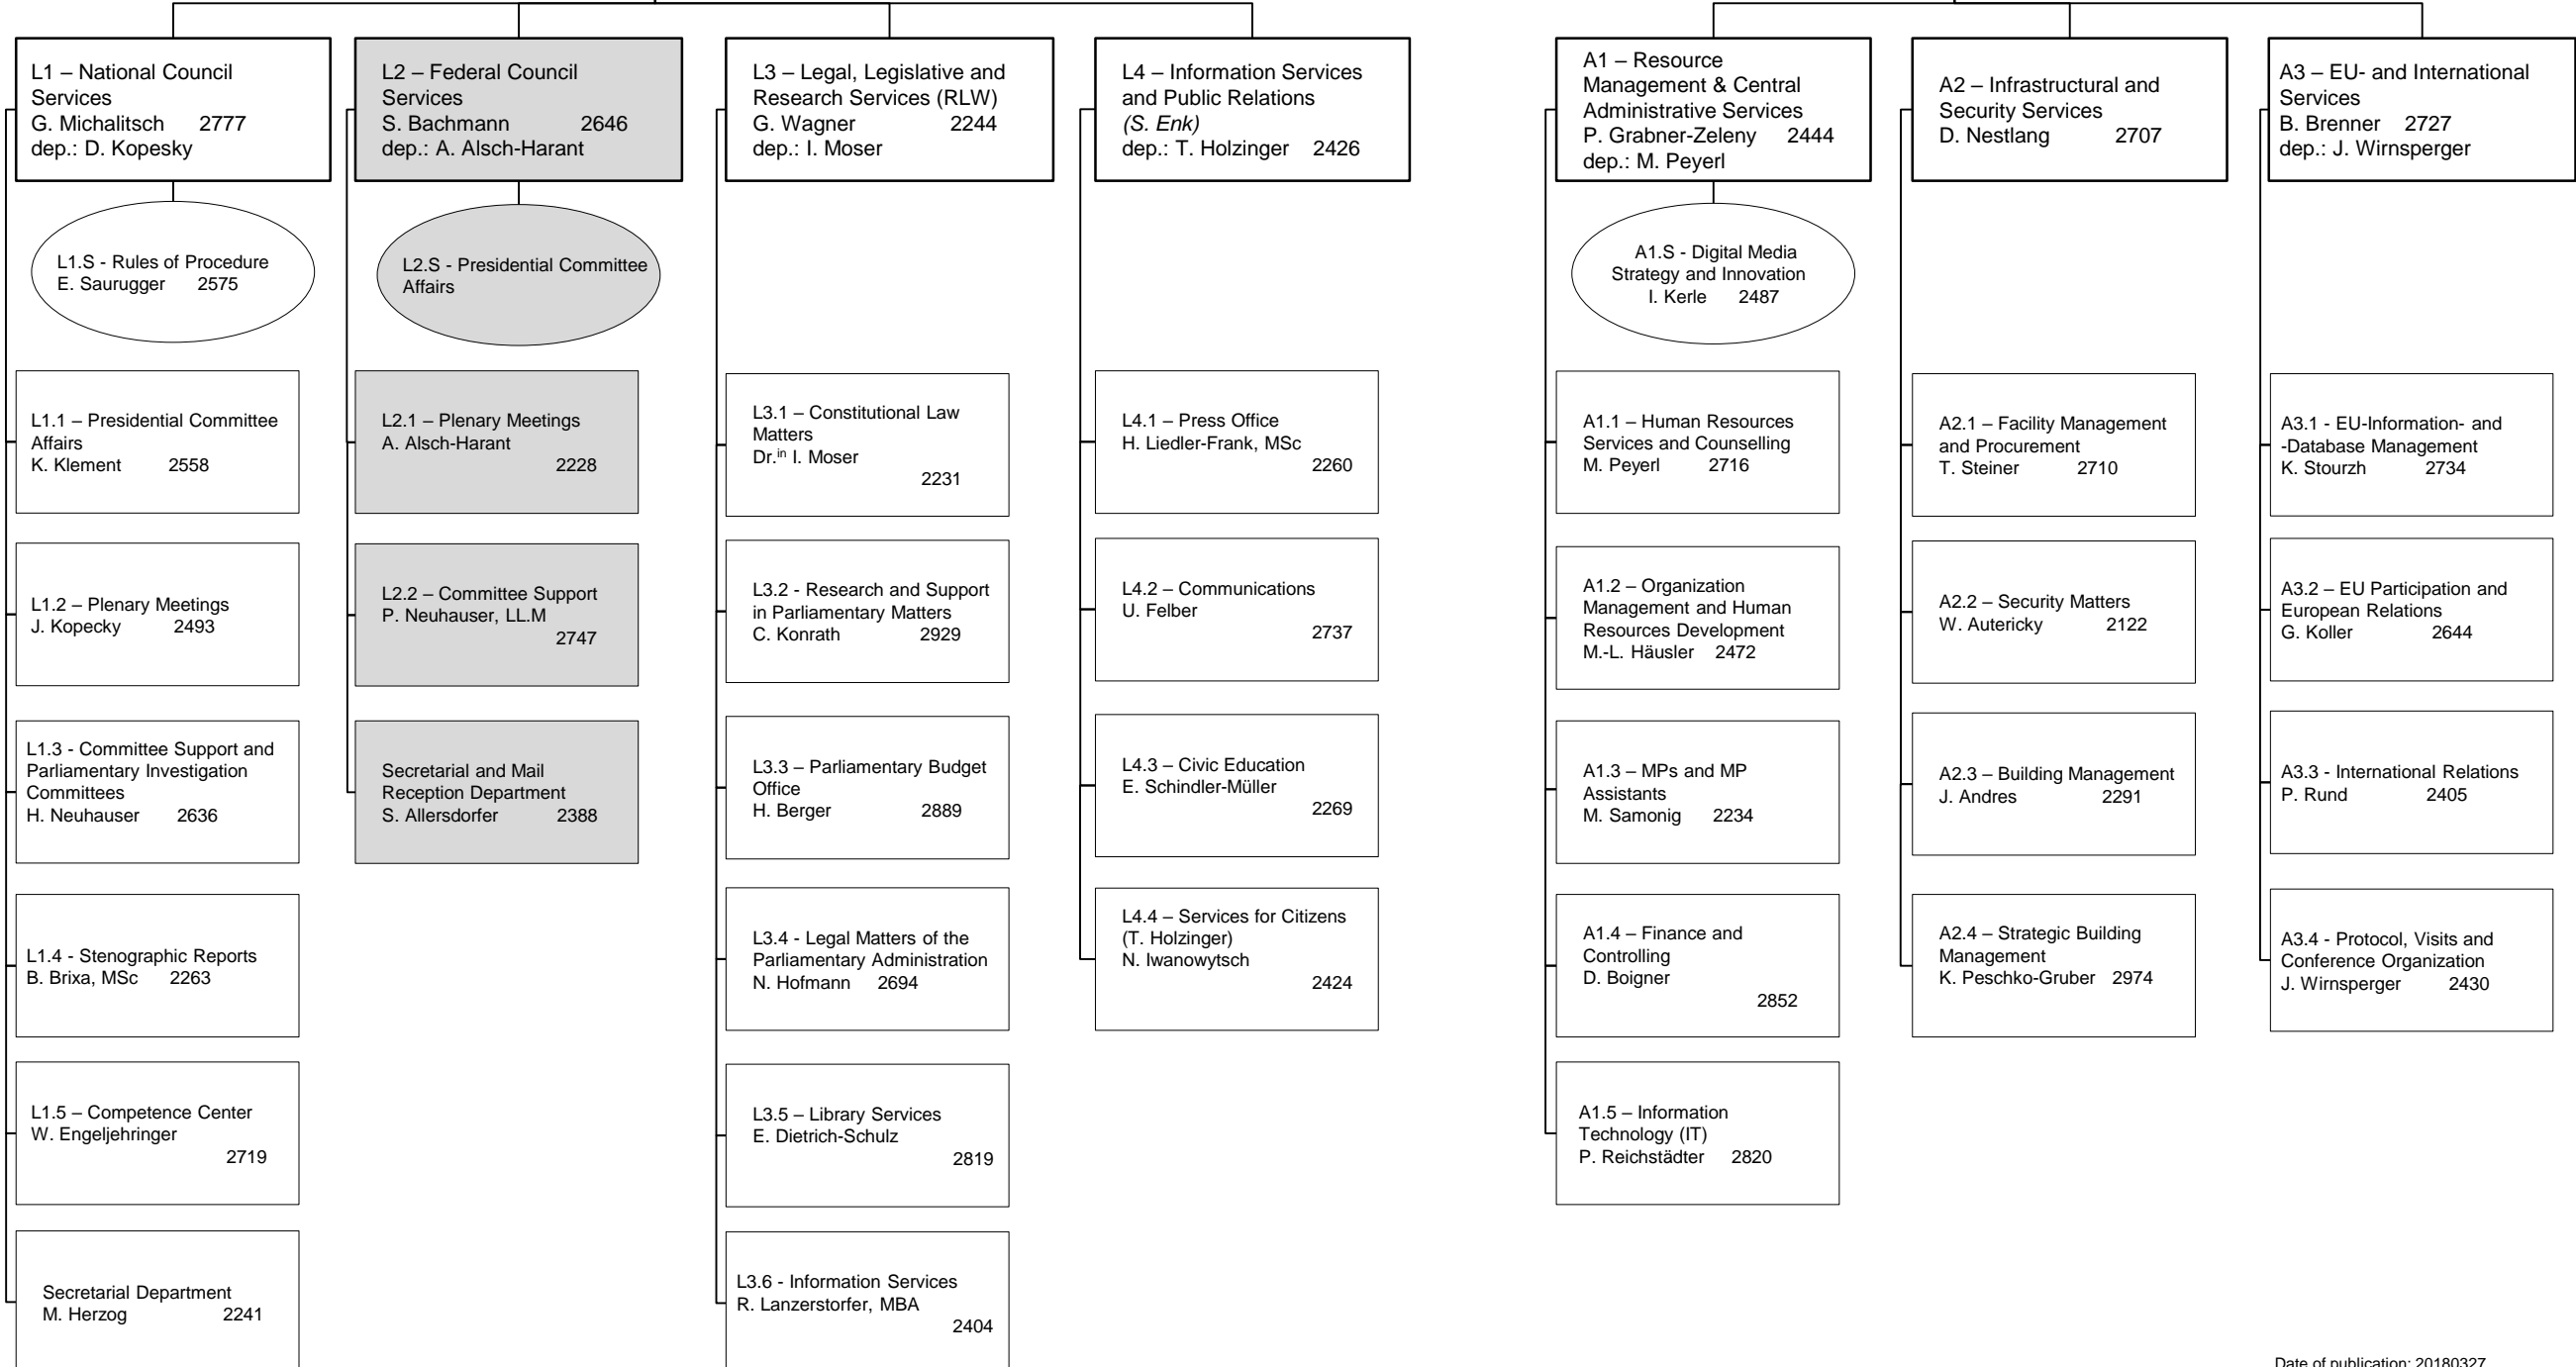 L1 – National Council
Services
G. Michalitsch 2777
dep.: D. Kopesky
L1.S - Rules of Procedure
E. Saurugger 2575
L1.1 – Presidential Committee
Affairs
K. Klement 2558
L1.2 – Plenary Meetings
J. Kopecky 2493
L1.3 - Committee Support and
Parliamentary Investigation
Committees
H. Neuhauser 2636
L1.4 - Stenographic Reports
B. Brixa, MSc 2263
L1.5 – Competence Center
W. Engeljehringer
2719
Secretarial Department
M. Herzog 2241
L2 – Federal Council
Services
S. Bachmann 2646
dep.: A. Alsch-Harant
L2.S - Presidential Committee
Affairs
L2.1 – Plenary Meetings
A. Alsch-Harant
2228
L2.2 – Committee Support
P. Neuhauser, LL.M
2747
Secretarial and Mail
Reception Department
S. Allersdorfer 2388
L3 – Legal, Legislative and
Research Services (RLW)
G. Wagner 2244
dep.: I. Moser
L3.1 – Constitutional Law
Matters
Dr.in I. Moser
2231
L3.2 - Research and Support
in Parliamentary Matters
C. Konrath 2929
L3.3 – Parliamentary Budget
Office
H. Berger 2889
L3.4 - Legal Matters of the
Parliamentary Administration
N. Hofmann 2694
L3.5 – Library Services
E. Dietrich-Schulz
2819
L3.6 - Information Services
R. Lanzerstorfer, MBA
2404
L4 – Information Services
and Public Relations
(S. Enk)
dep.: T. Holzinger 2426
L4.1 – Press Office
H. Liedler-Frank, MSc
2260
L4.2 – Communications
U. Felber
2737
L4.3 – Civic Education
E. Schindler-Müller
2269
L4.4 – Services for Citizens
(T. Holzinger)
N. Iwanowytsch
2424
A1 – Resource
Management & Central
Administrative Services
P. Grabner-Zeleny 2444
dep.: M. Peyerl
A1.S - Digital Media
Strategy and Innovation
I. Kerle 2487
A1.1 – Human Resources
Services and Counselling
M. Peyerl 2716
A1.2 – Organization
Management and Human
Resources Development
M.-L. Häusler 2472
A1.3 – MPs and MP
Assistants
M. Samonig 2234
A1.4 – Finance and
Controlling
D. Boigner
2852
A1.5 – Information
Technology (IT)
P. Reichstädter 2820
A2 – Infrastructural and
Security Services
D. Nestlang 2707
A2.1 – Facility Management
and Procurement
T. Steiner 2710
A2.2 – Security Matters
W. Autericky 2122
A2.3 – Building Management
J. Andres 2291
A2.4 – Strategic Building
Management
K. Peschko-Gruber 2974
A3 – EU- and International
Services
B. Brenner 2727
dep.: J. Wirnsperger
A3.1 - EU-Information- and
-Database Management
K. Stourzh 2734
A3.2 – EU Participation and
European Relations
G. Koller 2644
A3.3 - International Relations
P. Rund 2405
A3.4 - Protocol, Visits and
Conference Organization
J. Wirnsperger 2430
Date of publication: 20180327